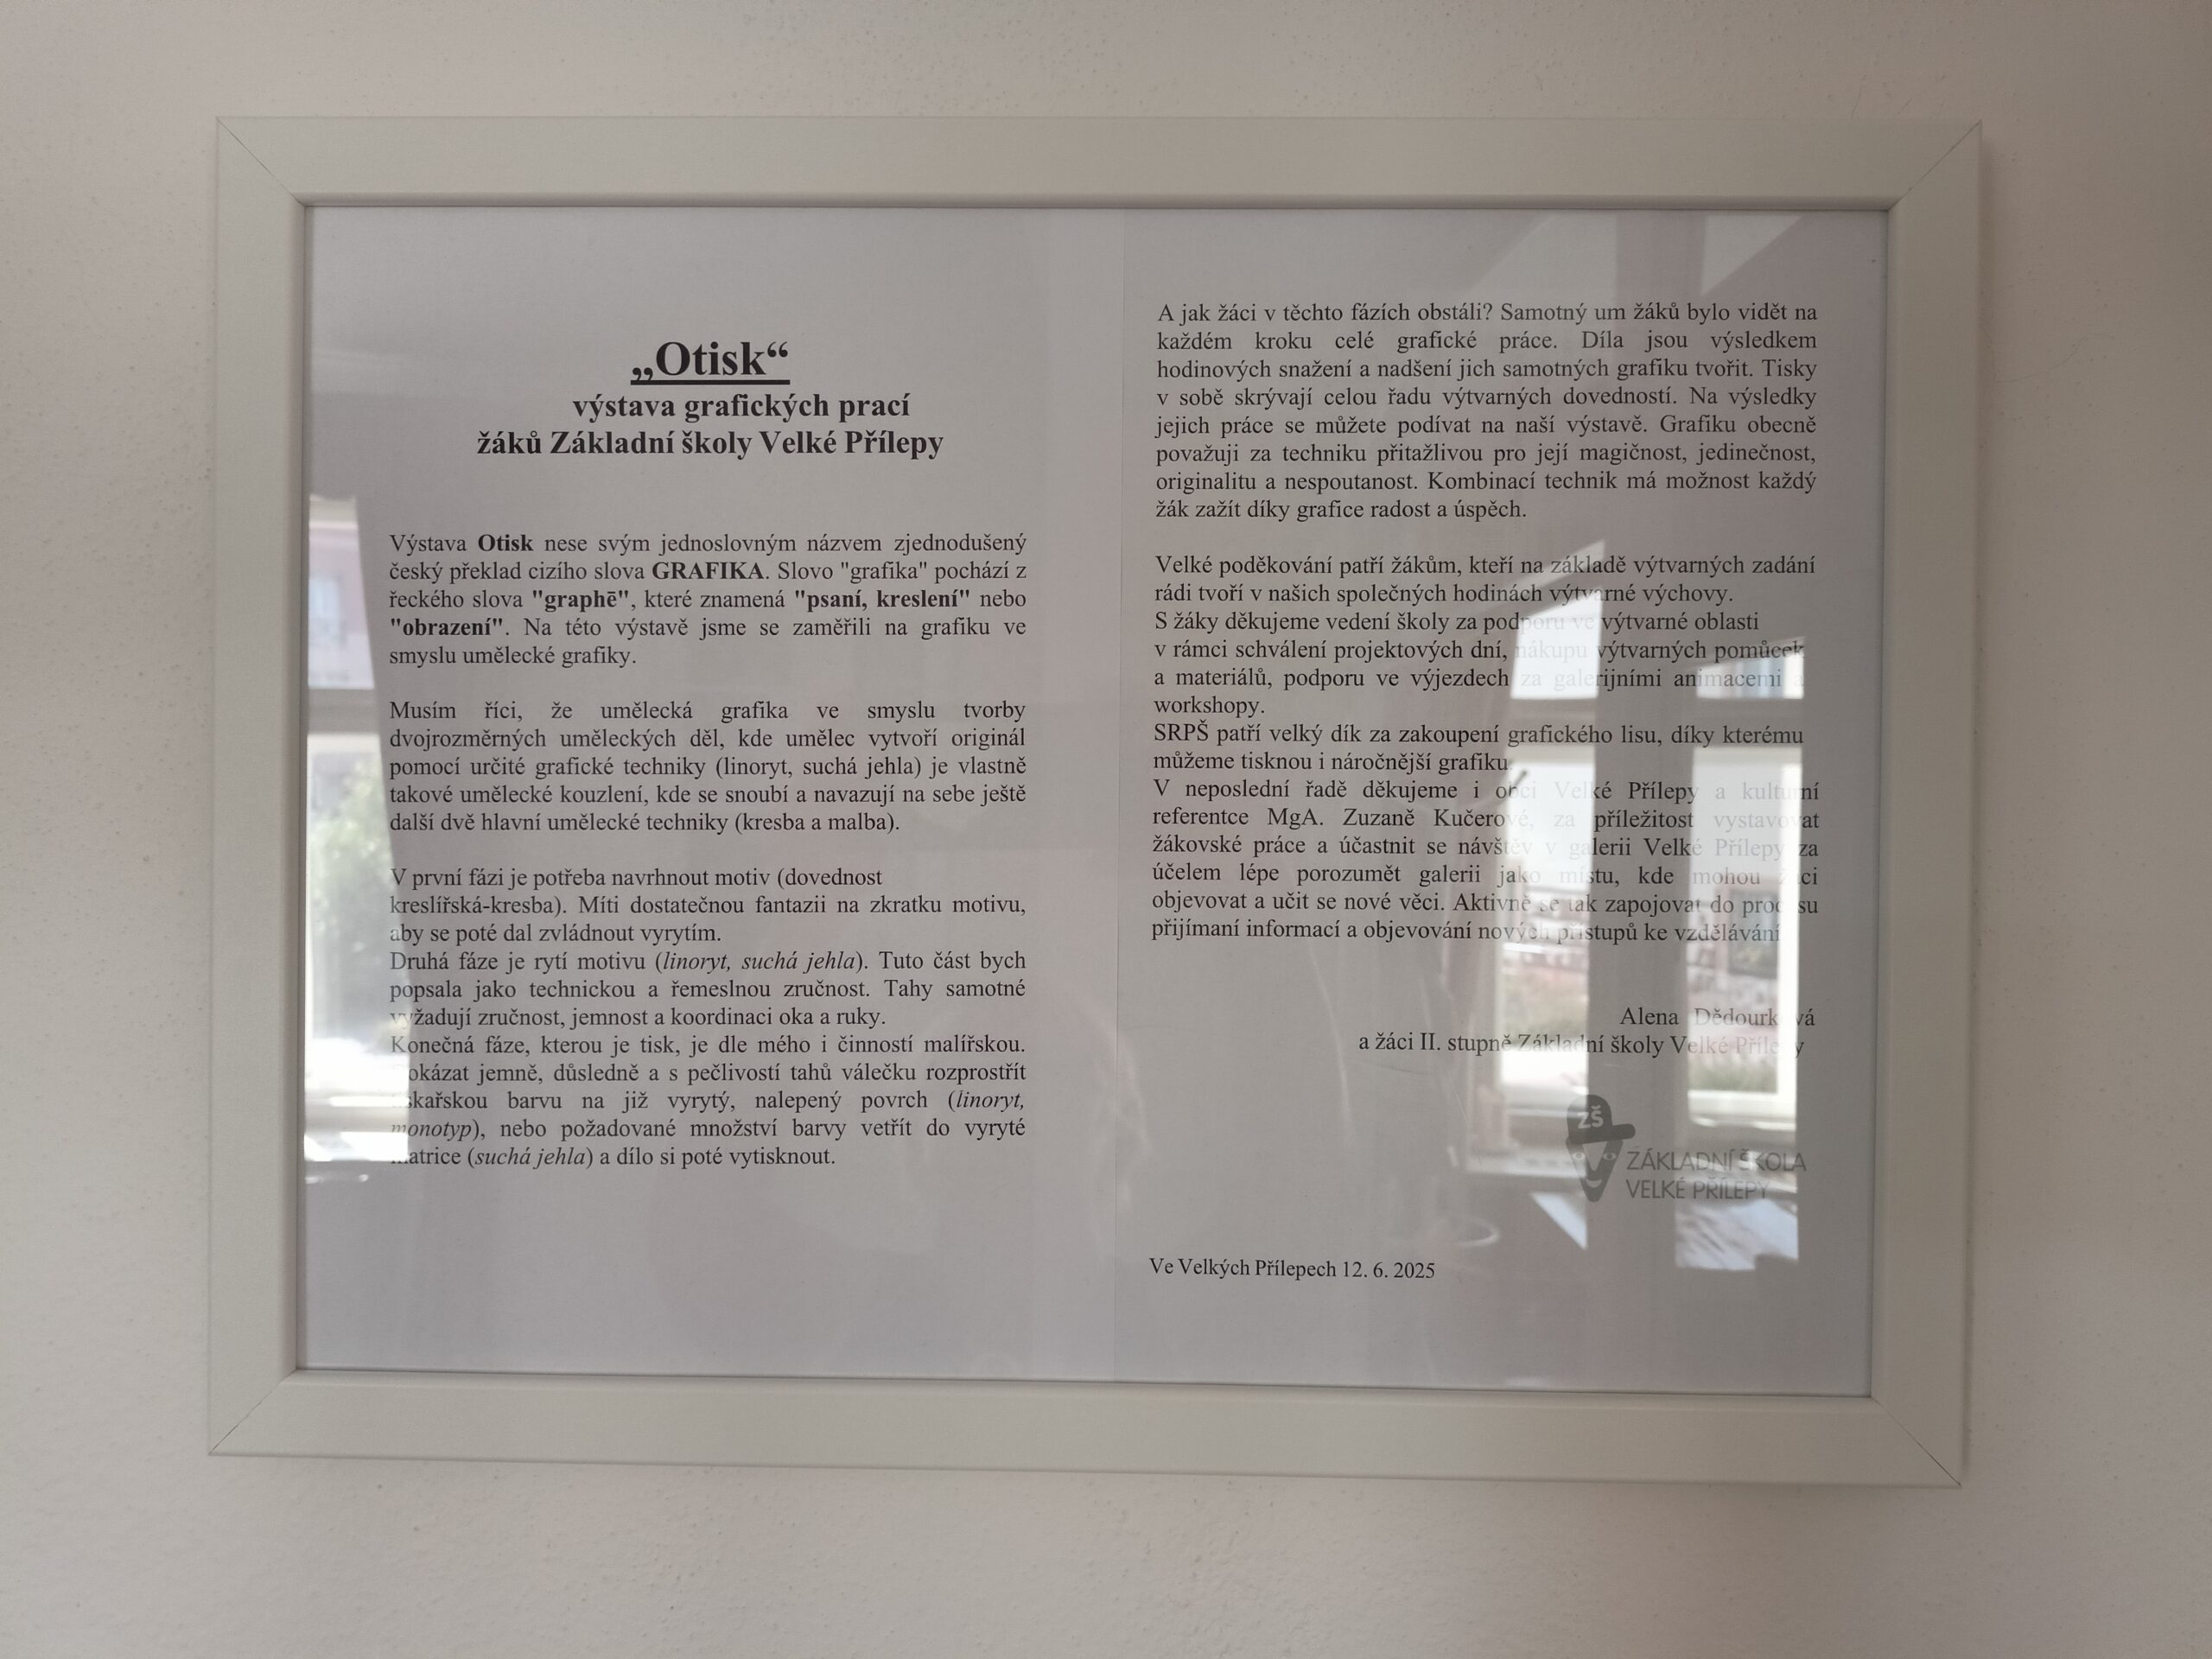 „Otisk“
výstava grafických prací
žáků Základní školy Velké Přílepy
Výstava Otisk nese svým jednoslovným názvem zjednodušený
český překlad cizího slova GRAFIKA. Slovo "grafika" pochází z
řeckého slova "graphē", které znamená "psaní, kreslení" nebo
"obrazení". Na této výstavě jsme se zaměřili na grafiku ve
smyslu umělecké grafiky.
Musím říci, že umělecká grafika ve smyslu tvorby
dvojrozměrných uměleckých děl, kde umělec vytvoří originál
pomocí určité grafické techniky (linoryt, suchá jehla) je vlastně
takové umělecké kouzlení, kde se snoubí a navazují na sebe ještě
další dvě hlavní umělecké techniky (kresba a malba).
V první fázi je potřeba navrhnout motiv (dovednost
kreslířská-kresba). Míti dostatečnou fantazii na zkratku motivu,
aby se poté dal zvládnout vyrytím.
Druhá fáze je rytí motivu (linoryt, suchá jehla). Tuto část bych
popsala jako technickou a řemeslnou zručnost. Tahy samotné
vyžadují zručnost, jemnost a koordinaci oka a ruky.
Konečná fáze, kterou je tisk, je dle mého i činností malířskou.
jemně, důsledně a s pečlivostí tahů válečku rozprostřít
barvu na již vyrytý, nalepený povrch (linoryt,
monotyp), nebo požadované množství barvy vetřít do vyryté
matrice (suchá jehla) a dílo si poté vytisknout.
A jak žáci v těchto fázích obstáli? Samotný um žáků bylo vidět na
každém kroku celé grafické práce. Díla jsou výsledkem
hodinových snažení a nadšení jich samotných grafiku tvořit. Tisky
v sobě skrývají celou řadu výtvarných dovedností. Na výsledky
jejich práce se můžete podívat na naší výstavě. Grafiku obecně
považuji za techniku přitažlivou pro její magičnost, jedinečnost,
originalitu a nespoutanost. Kombinací technik má možnost každý
žák zažít díky grafice radost a úspěch.
Velké poděkování patří žákům, kteří na základě výtvarných zadání
rádi tvoří v našich společných hodinách výtvarné výchovy.
S žáky děkujeme vedení školy za podporu ve výtvarné oblasti
v rámci schválení projektových dní, nákupu výtvarných pomůcek
a materiálů, podporu ve výjezdech za galerijními animacemi a
workshopy.
SRPŠ patří velký dík za zakoupení grafického lisu, díky kterému
můžeme tisknou i náročnější grafiku.
V neposlední řadě děkujeme i obci Velké Přílepy a kulturní
referentce MgA. Zuzaně Kučerové, za příležitost vystavovat
žákovské práce a účastnit se návštěv v galerii Velké Přílepy za
účelem lépe porozumět galerii jako místu, kde mohou žáci
objevovat a učit se nové věci. Aktivně se tak zapojovat do procesu
přijímaní informací a objevování nových přístupů ke vzdělávání
Alena Dědourková
a žáci II. stupně Základní školy Velké Přílepy
ZŠ
ZÁKLADNÍ ŠKOLA
VELKÉ PŘÍLEPY
Ve Velkých Přílepech 12. 6. 2025